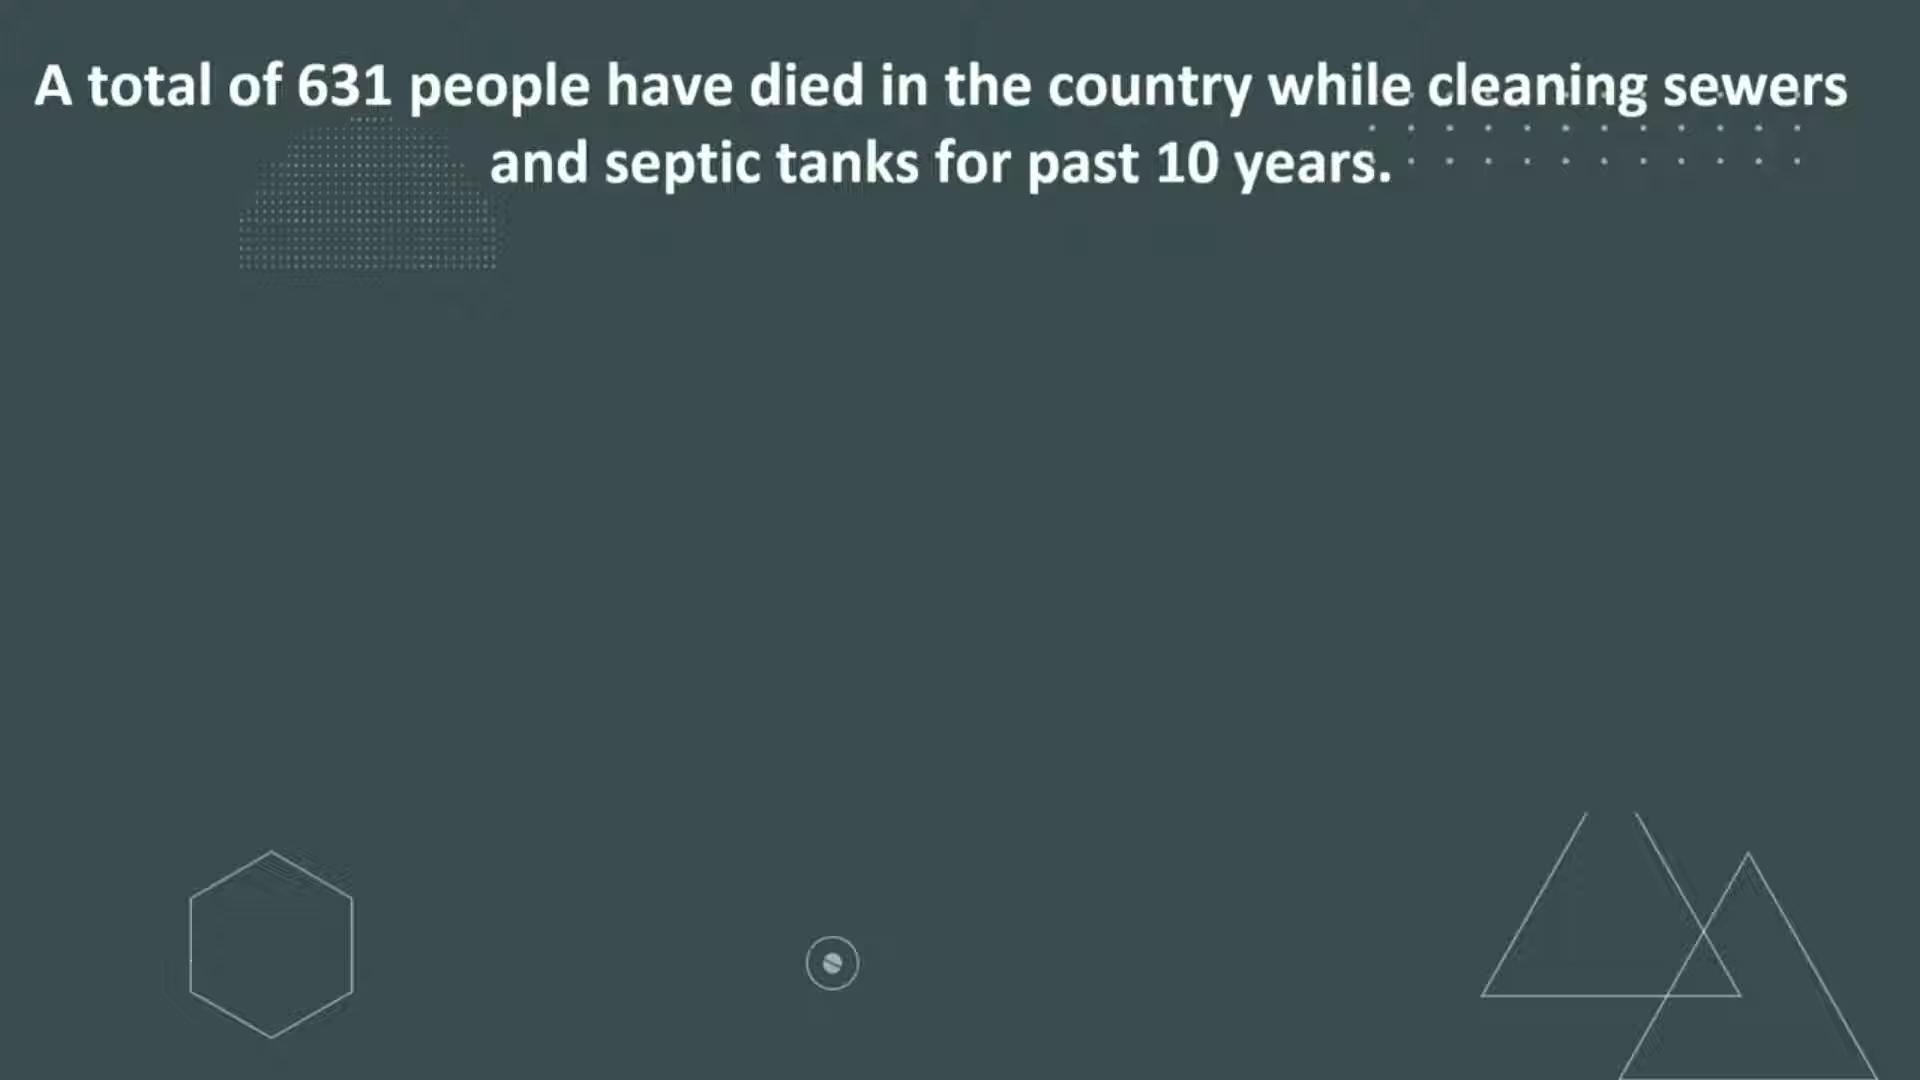 A total of 631 people have died in the country while cleaning sewers
and septic tanks for past 10 years.